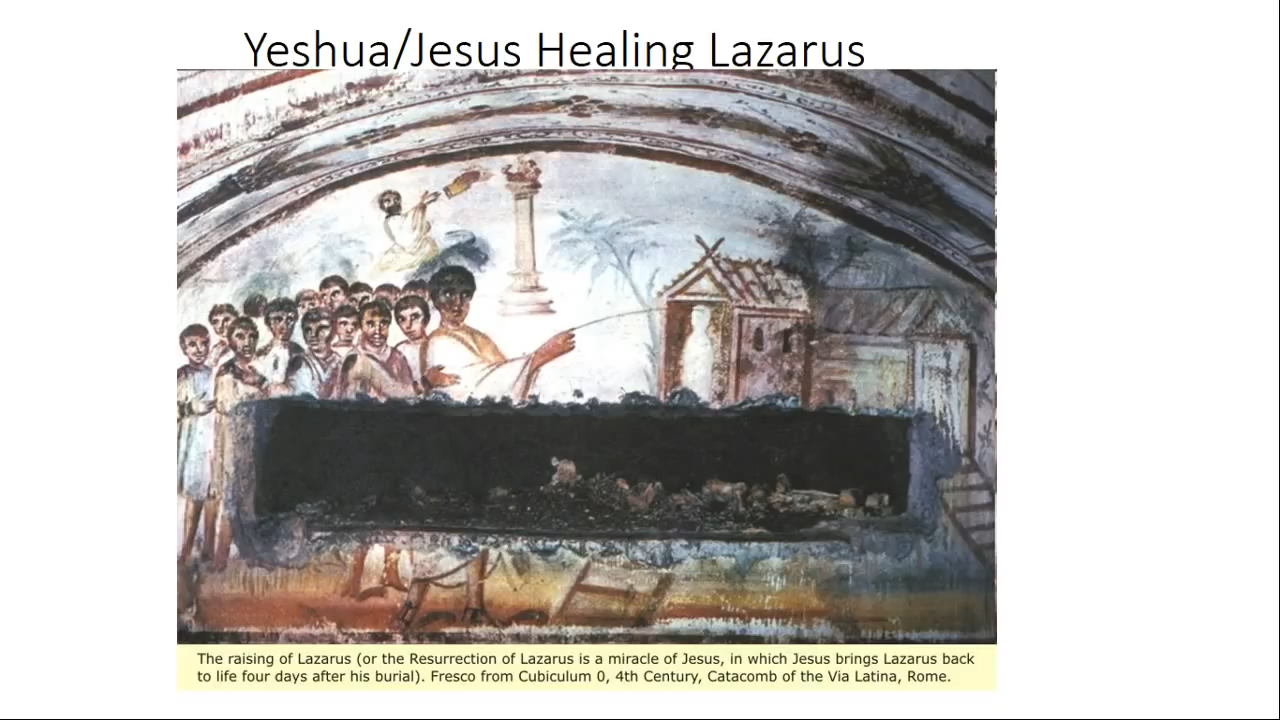 Yeshua/Jesus Healing Lazarus
The raising of Lazarus (or the Resurrection of Lazarus is a miracle of Jesus, in which Jesus brings Lazarus back
to life four days after his burial). Fresco from Cubiculum 0, 4th Century, Catacomb of the Via Latina, Rome.